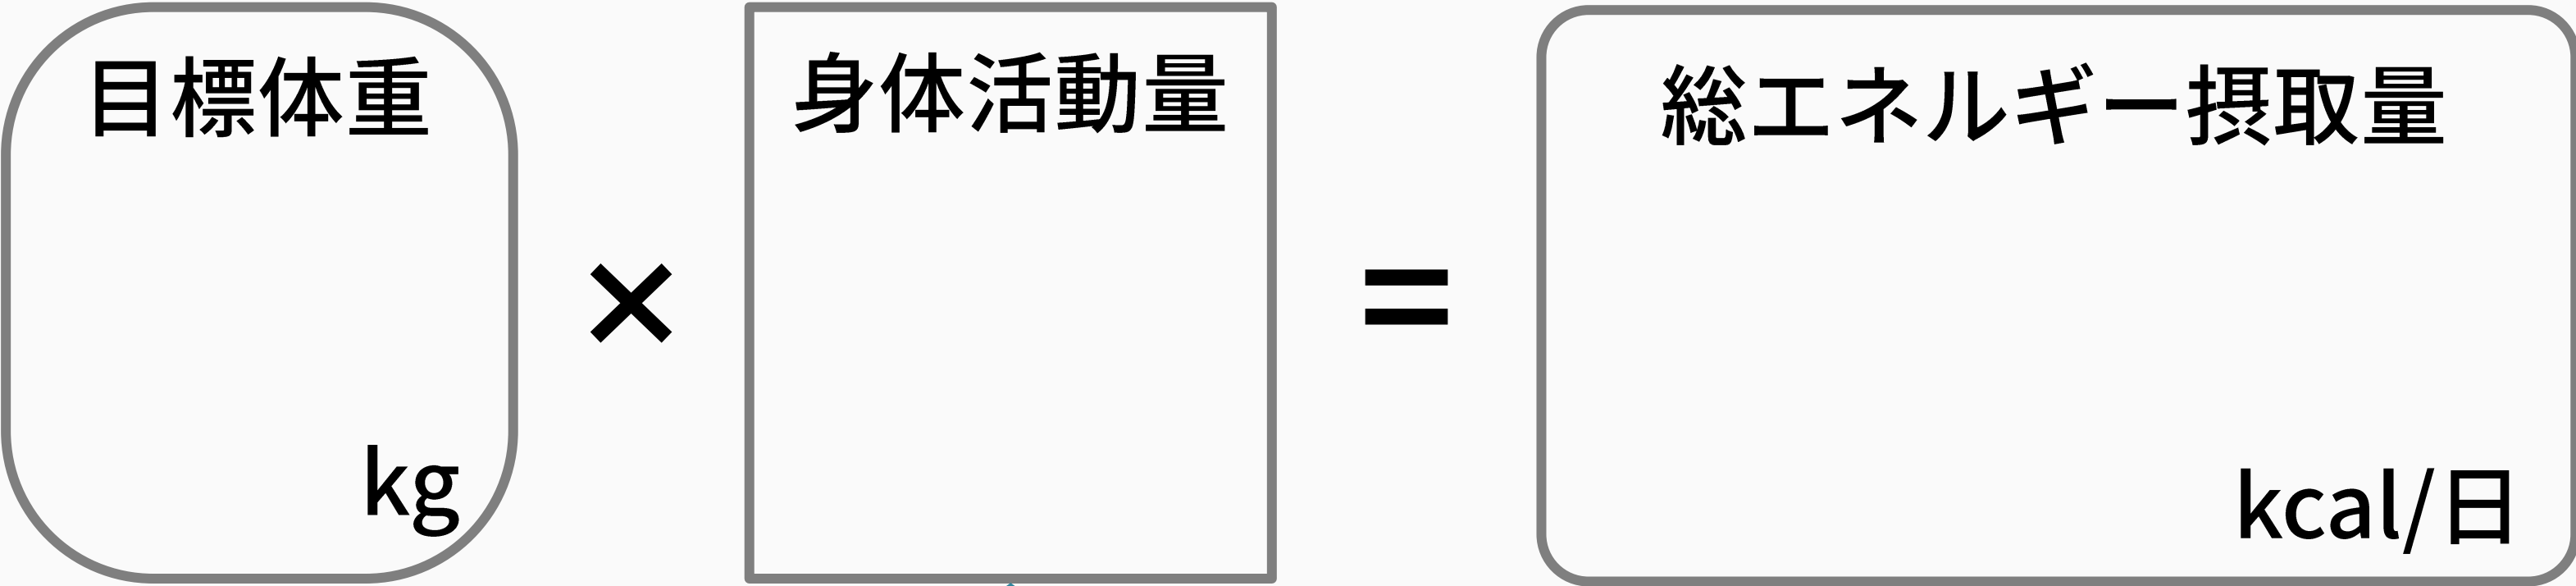 目標体重
kg
×
身体活動量
=
総エネルギー摂取量
kcal/日